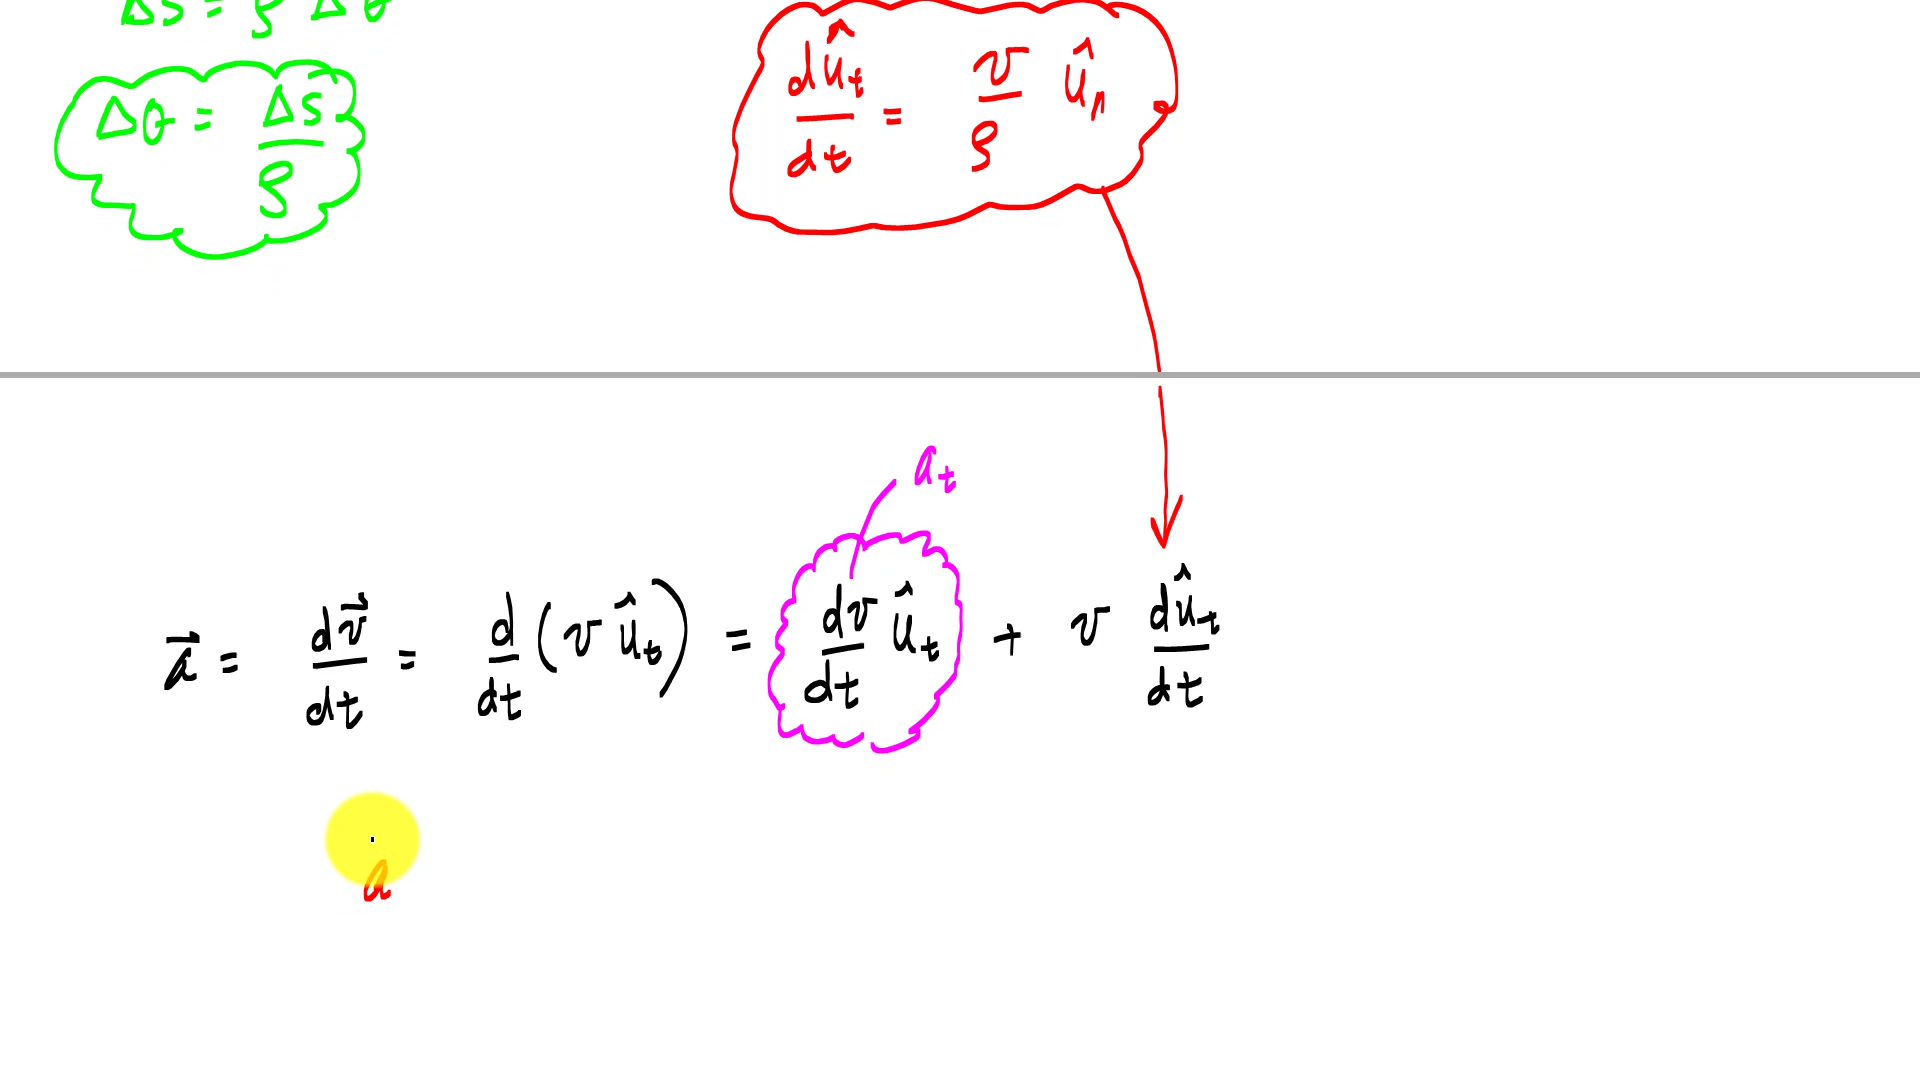 Δs = ρ Δθ
Δθ = Δs / ρ
dû_t / dt = v / ρ û_n
a_t
a⃗ = dv⃗ / dt = d / dt (v û_t) = dv / dt û_t + v dû_t / dt
a